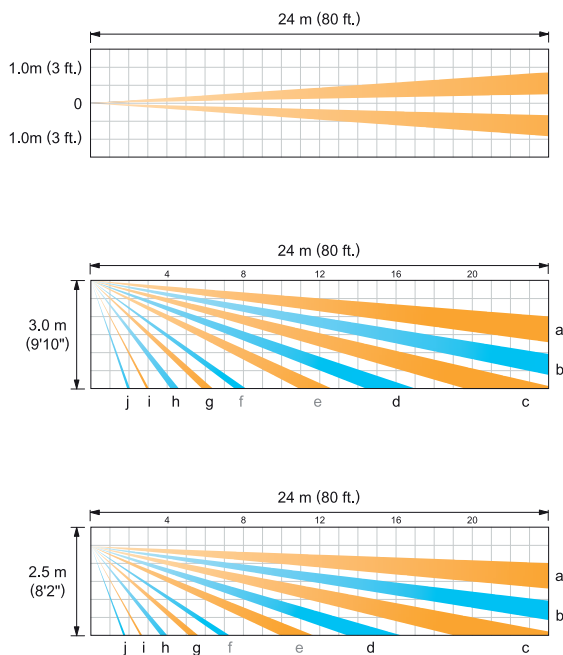 24 m (80 ft.)
1.0m (3 ft.)
0
1.0m (3 ft.)
24 m (80 ft.)
4 8 12 16 20
3.0 m
(9'10")
a
b
j i h g f e d c
24 m (80 ft.)
4 8 12 16 20
2.5 m
(8'2")
a
b
j i h g f e d c